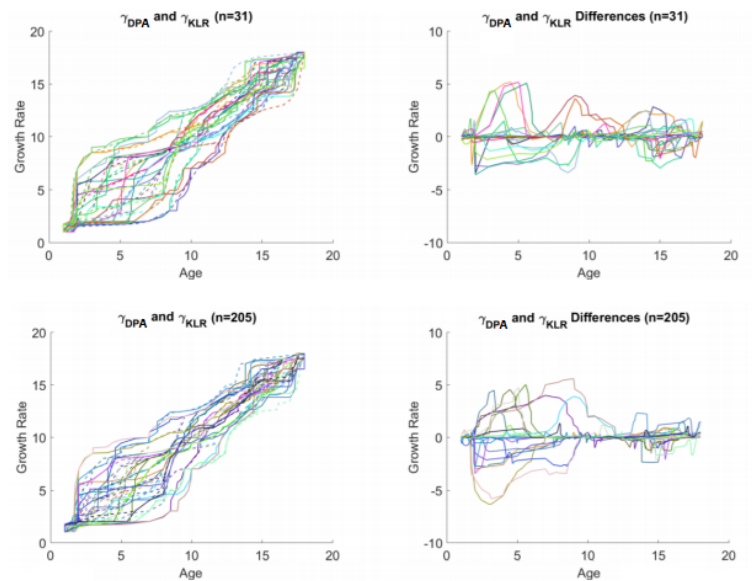 γDPA and γKLR (n=31)
20
15
10
5
0
Growth Rate
0 5 10 15 20
Age
γDPA and γKLR Differences (n=31)
10
5
0
-5
-10
Growth Rate
0 5 10 15 20
Age
γDPA and γKLR (n=205)
20
15
10
5
0
Growth Rate
0 5 10 15 20
Age
γDPA and γKLR Differences (n=205)
10
5
0
-5
-10
Growth Rate
0 5 10 15 20
Age